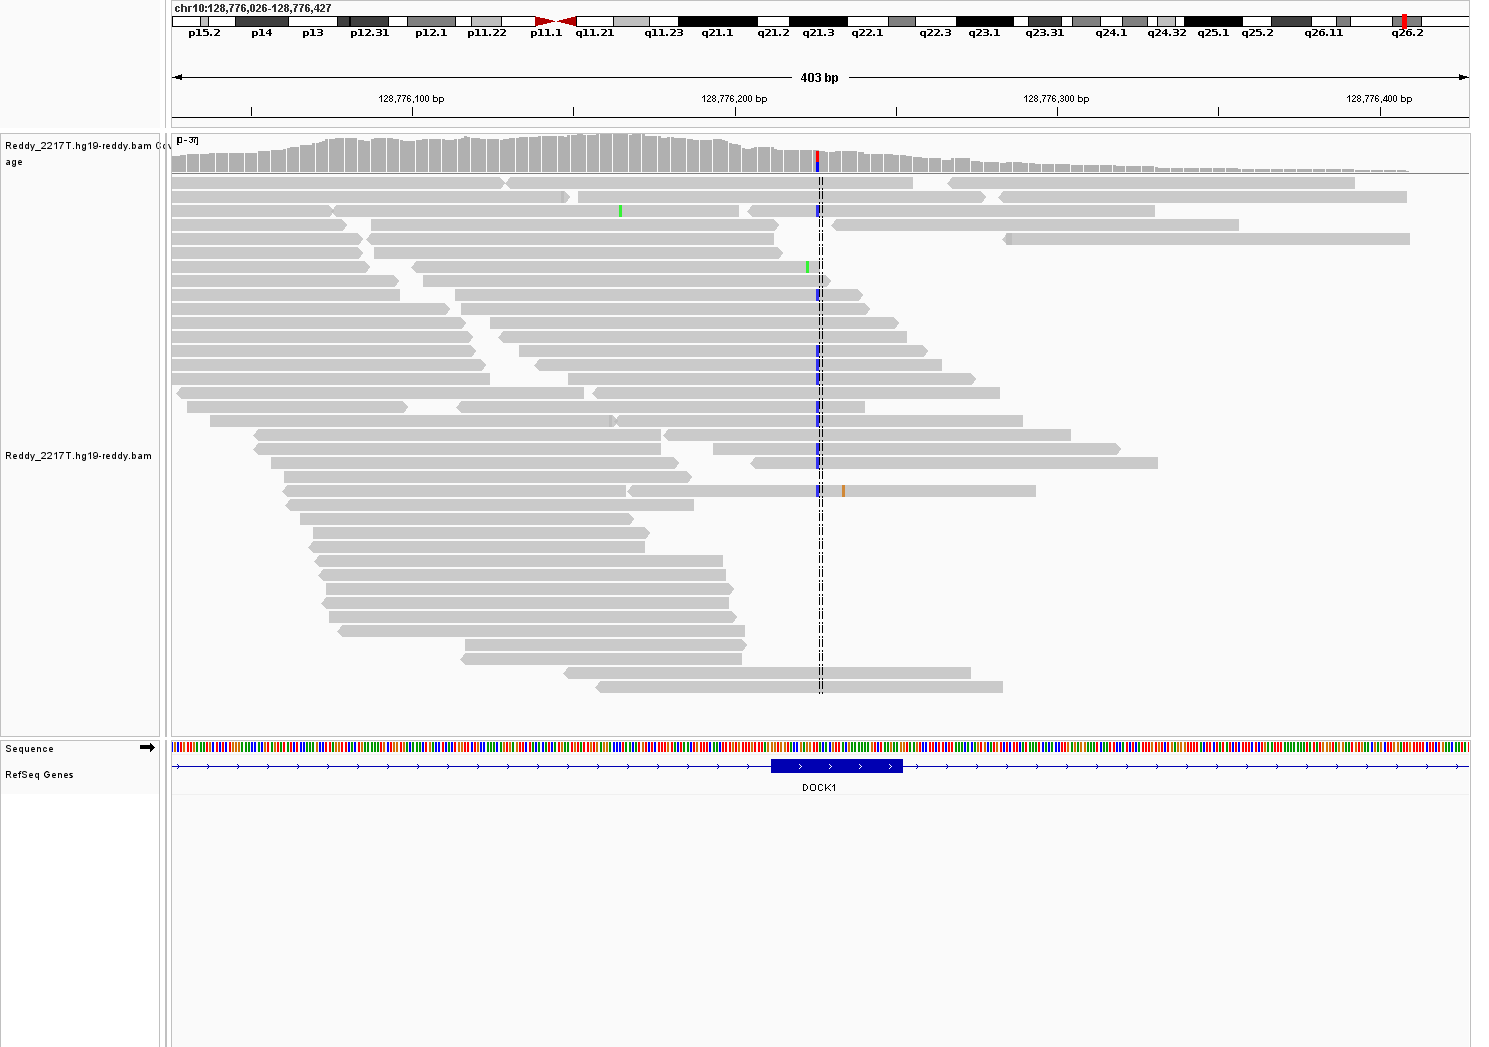 chr10:128,776,026-128,776,427
p15.2 p14 p13 p12.31 p12.1 p11.22 p11.1 q11.21 q11.23 q21.1 q21.2 q21.3 q22.1 q22.3 q23.1 q23.31 q24.1 q24.32 q25.1 q25.2 q26.11 q26.2
403 bp
128,776,100 bp 128,776,200 bp 128,776,300 bp 128,776,400 bp
Reddy_2217T.hg19-reddy.bam Cov
age
[0 - 37]
Reddy_2217T.hg19-reddy.bam
Sequence
RefSeq Genes
DOCK1